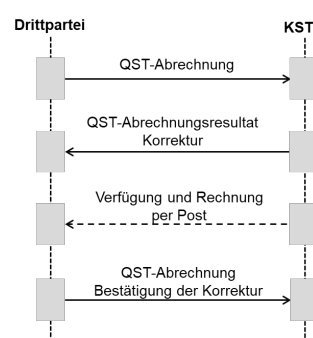 Drittpartei
KST
QST-Abrechnung
QST-Abrechnungsresultat
Korrektur
Verfügung und Rechnung
per Post
QST-Abrechnung
Bestätigung der Korrektur